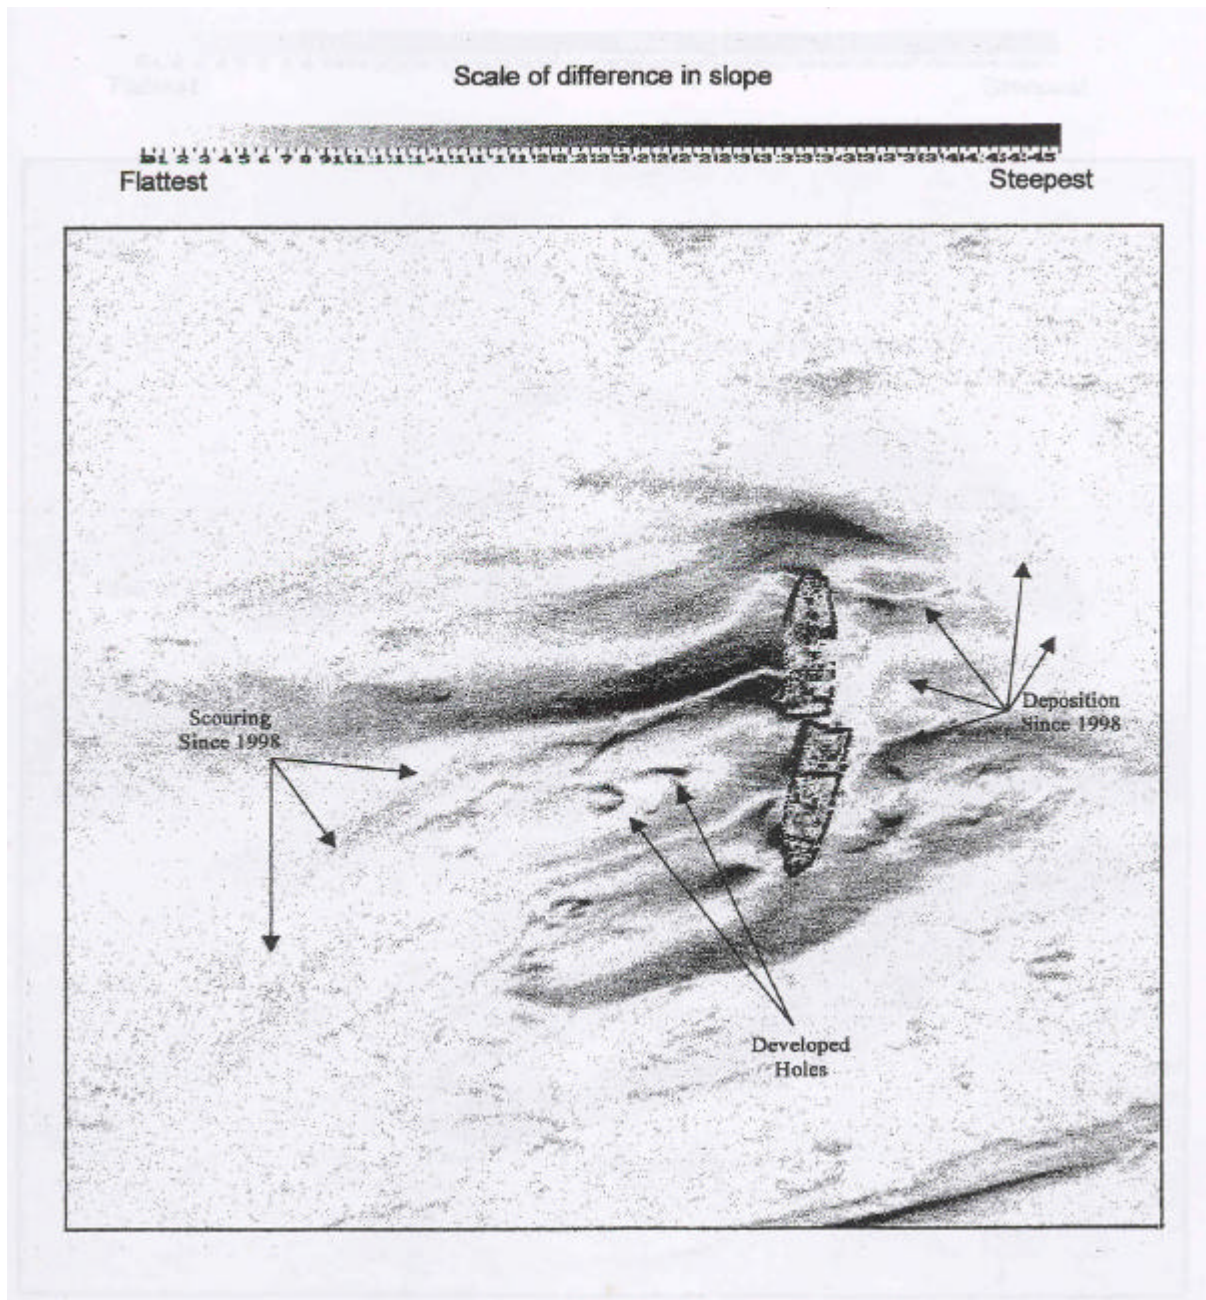 Scale of difference in slope
Flattest
Steepest
Scouring
Since 1998
Deposition
Since 1998
Developed
Holes